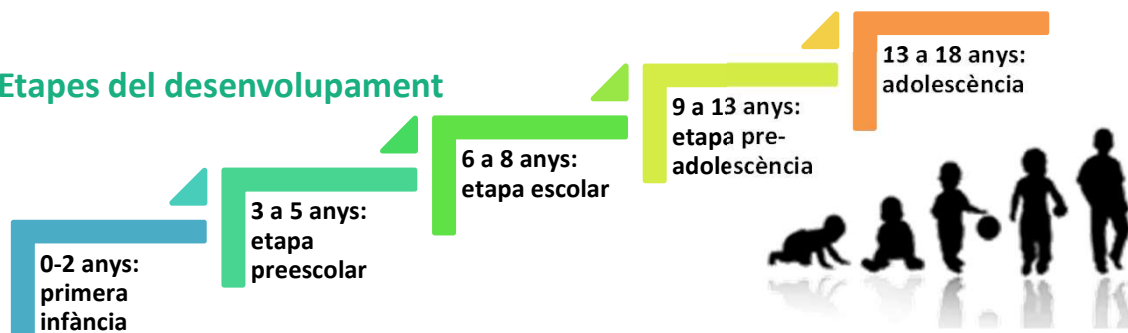 Etapes del desenvolupament
0-2 anys:
primera
infància
3 a 5 anys:
etapa
preescolar
6 a 8 anys:
etapa escolar
9 a 13 anys:
etapa pre-
adolescència
13 a 18 anys:
adolescència